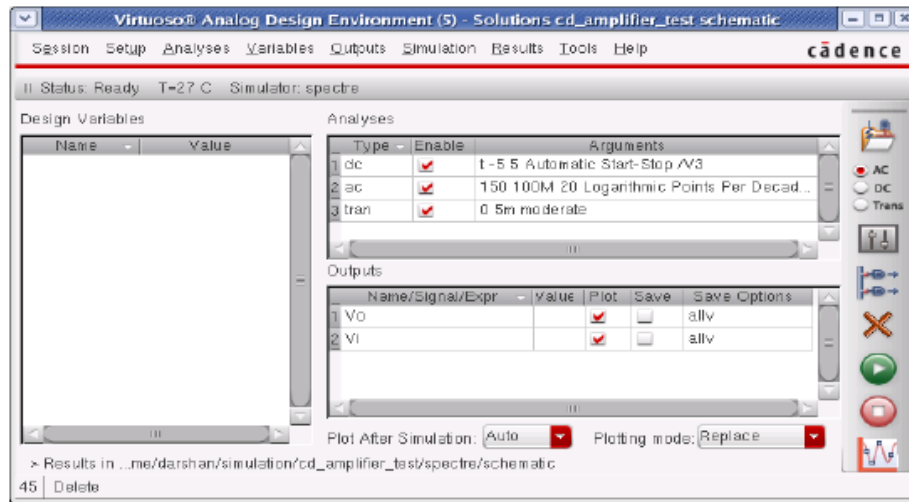 Virtuoso® Analog Design Environment (5) - Solutions cd_amplifier_test schematic
Session Setup Analyses Variables Outputs Simulation Results Tools Help cādence
Status: Ready T=27 C Simulator: spectre
Design Variables
Name Value
Analyses
Type Enable Arguments
1 dc t -5 5 Automatic Start-Stop /V3
2 ac 150 100M 20 Logarithmic Points Per Decad...
3 tran 0 5m moderate
AC
DC
Trans
Outputs
Name/Signal/Expr Value Plot Save Save Options
1 Vo allv
2 Vi allv
Plot After Simulation: Auto Plotting mode: Replace
> Results in ...me/darshan/simulation/cd_amplifier_test/spectre/schematic
45 Delete